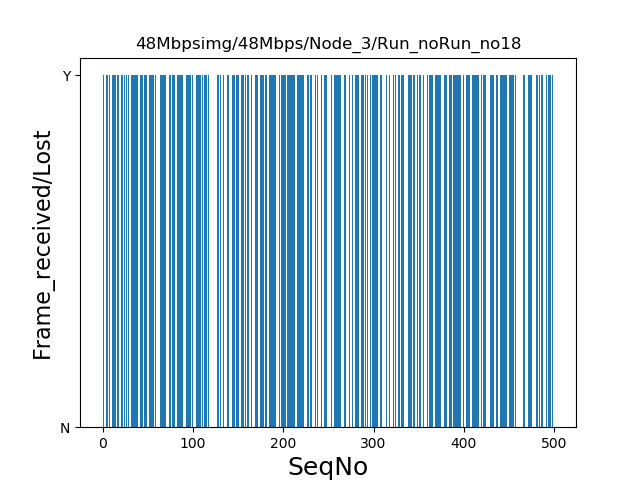 48Mbpsimg/48Mbps/Node_3/Run_noRun_no18
Y
Frame_received/Lost
N
0 100 200 300 400 500
SeqNo